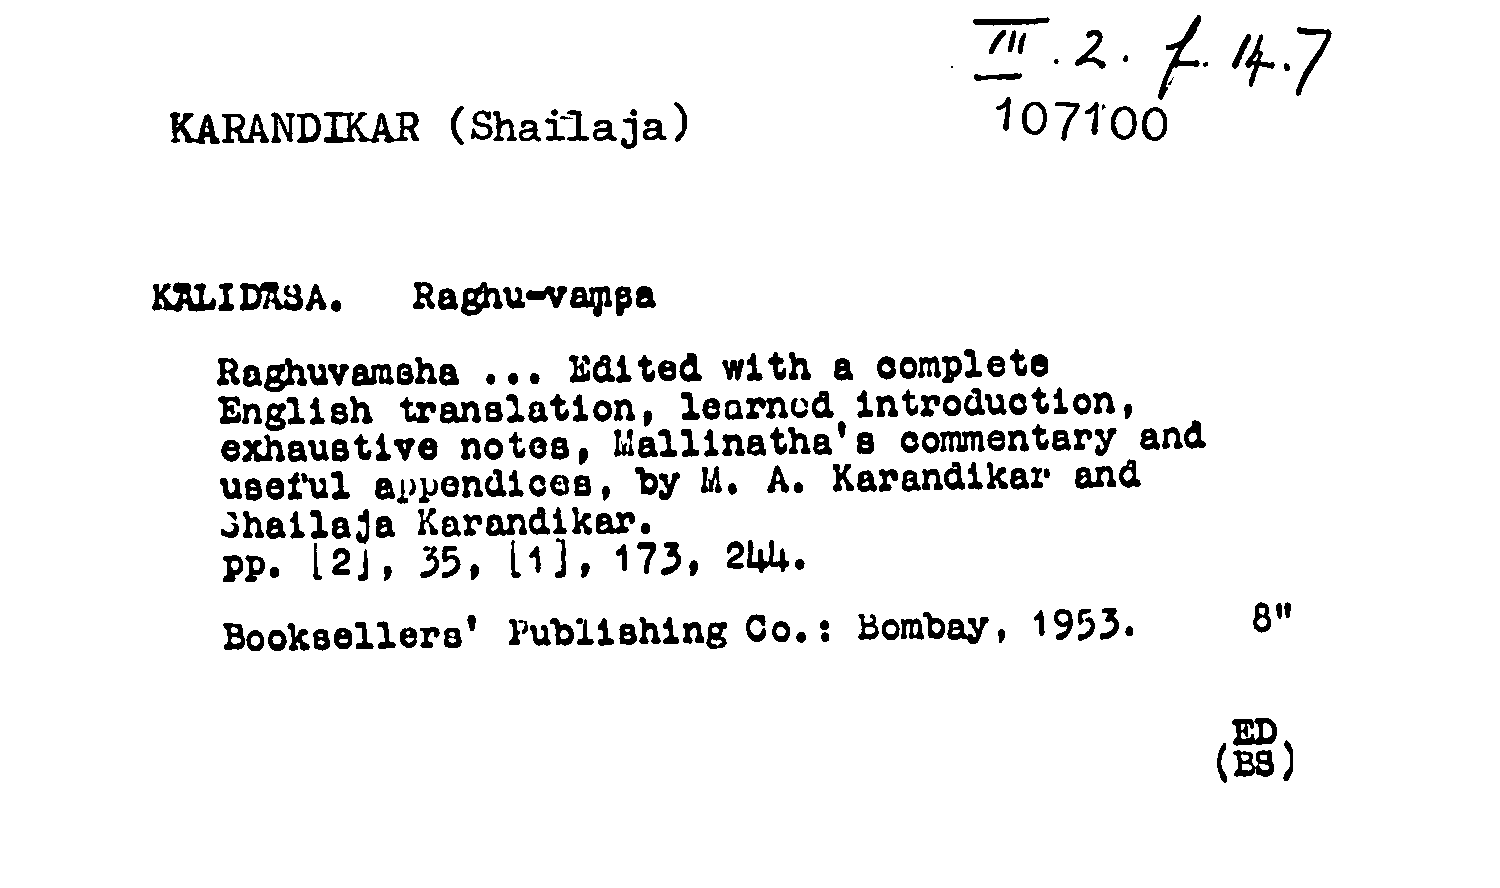 III. 2. f. 14.7
KARANDIKAR (Shailaja)
107100
KĀLIDĀSA. Raghu-vaṃṣa
Raghuvamsha ... Edited with a complete
English translation, learned introduction,
exhaustive notes, Mallinatha's commentary and
useful appendices, by M. A. Karandikar and
Shailaja Karandikar.
pp. [2], 35, [1], 173, 244.
Booksellers' Publishing Co.: Bombay, 1953. 8"
ED
(BS)